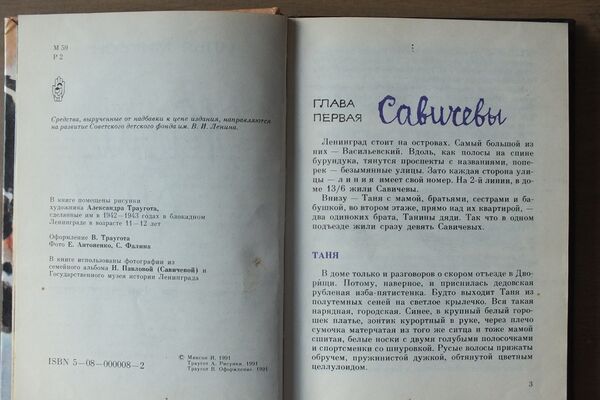 М 59
Р 2
Средства, вырученные от надбавки к цене издания, направляются
на развитие Советского детского фонда им. В. И. Ленина.
В книге помещены рисунки
художника Александра Траугота,
сделанные им в 1942—1943 годах в блокадном
Ленинграде в возрасте 11—12 лет
Оформление В. Траугота
Фото Е. Антоненко, С. Фалина
В книге использованы фотографии из
семейного альбома Н. Павловой (Савичевой) и
Государственного музея истории Ленинграда
ISBN 5—08—000008—2
© Миксон И. 1991
Траугот А. Рисунки. 1991
Траугот В. Оформление. 1991
ГЛАВА
ПЕРВАЯ
Савичевы
Ленинград стоит на островах. Самый большой из
них — Васильевский. Вдоль, как полосы на спине
бурундука, тянутся проспекты с названиями, попе-
рек — безымянные улицы. Зато каждая сторона ули-
цы — линия имеет свой номер. На 2-й линии, в до-
ме 13/6 жили Савичевы.
Внизу — Таня с мамой, братьями, сестрами и ба-
бушкой, во втором этаже, прямо над их квартирой, —
два одиноких брата, Танины дяди. Так что в одном
подъезде жили сразу девять Савичевых.
ТАНЯ
В доме только и разговоров о скором отъезде в Дво-
рищи. Потому, наверное, и приснилась дедовская
рубленая изба-пятистенка. Будто выходит Таня из
полутемных сеней на светлое крылечко. Вся такая
нарядная, городская. Синее, в крупный белый горо-
шек платье, зонтик курортный в руке, через плечо
сумочка матерчатая из того же ситца и тоже мамой
сшитая, белые носки с двумя голубыми полосочками
и спортсменки со шнуровкой. Русые волосы прижаты
обручем, пружинистой дужкой, обтянутой цветным
целлулоидом.
3